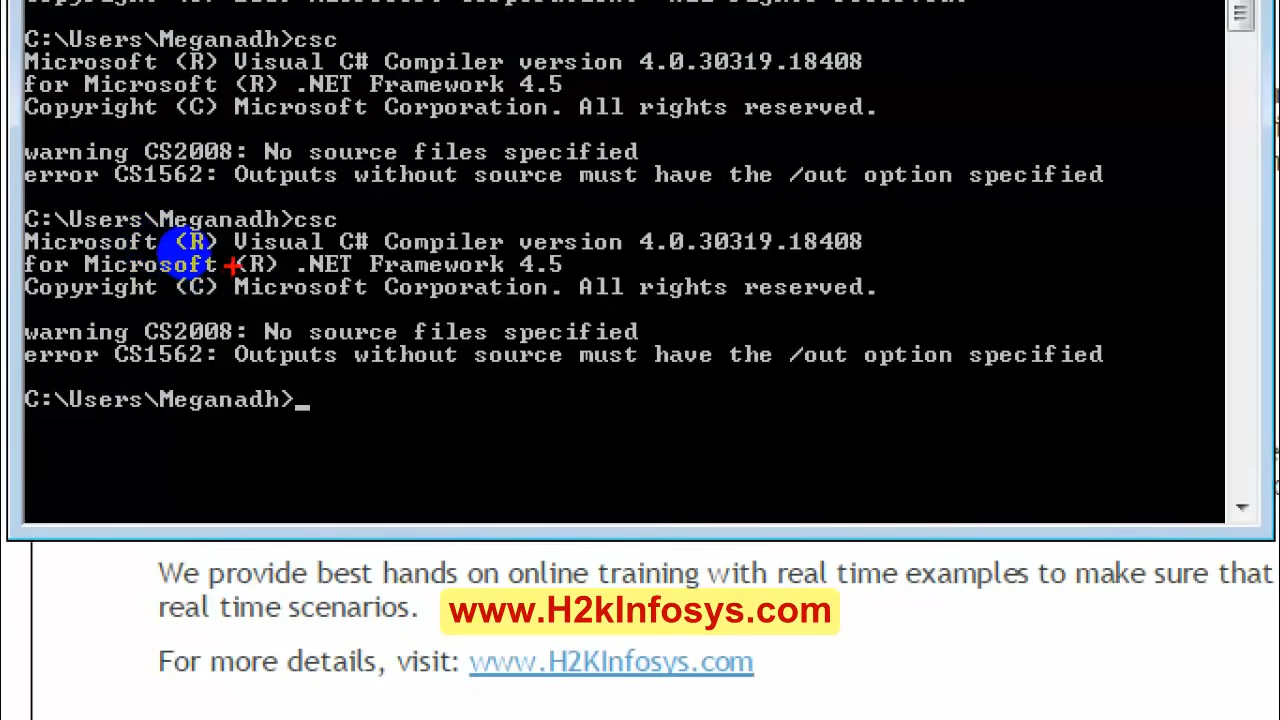 C:\Users\Meganadh>csc
Microsoft (R) Visual C# Compiler version 4.0.30319.18408
for Microsoft (R) .NET Framework 4.5
Copyright (C) Microsoft Corporation. All rights reserved.
warning CS2008: No source files specified
error CS1562: Outputs without source must have the /out option specified
C:\Users\Meganadh>csc
Microsoft (R) Visual C# Compiler version 4.0.30319.18408
for Microsoft (R) .NET Framework 4.5
Copyright (C) Microsoft Corporation. All rights reserved.
warning CS2008: No source files specified
error CS1562: Outputs without source must have the /out option specified
C:\Users\Meganadh>_
We provide best hands on online training with real time examples to make sure that
real time scenarios.
www.H2kInfosys.com
For more details, visit: www.H2KInfosys.com